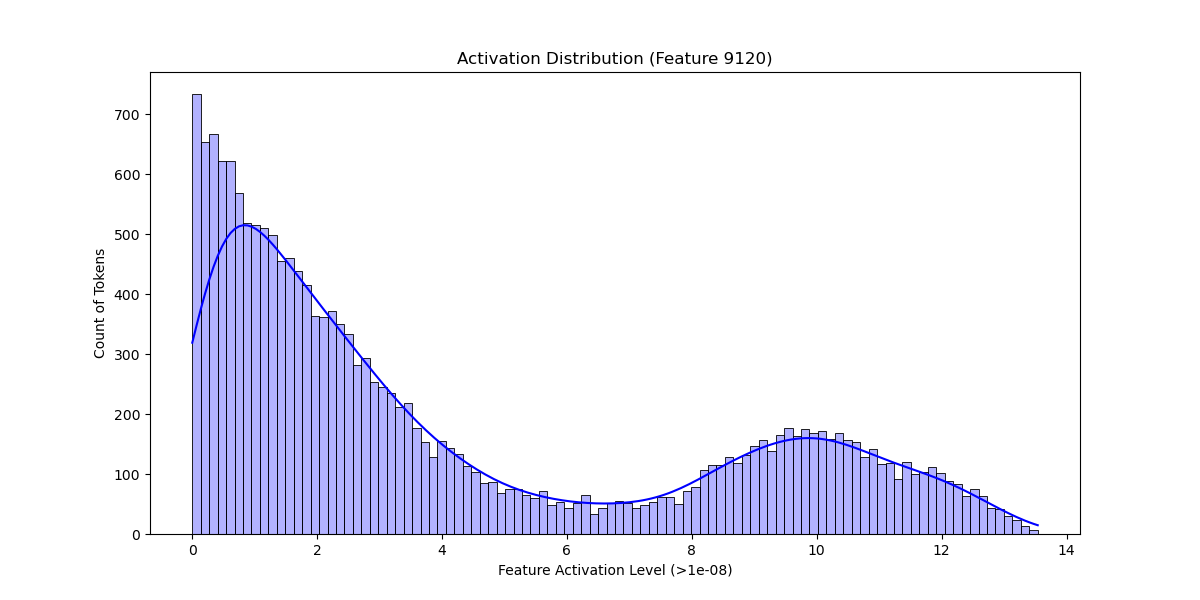 Activation Distribution (Feature 9120)
Count of Tokens
700
600
500
400
300
200
100
0
0 2 4 6 8 10 12 14
Feature Activation Level (>1e-08)